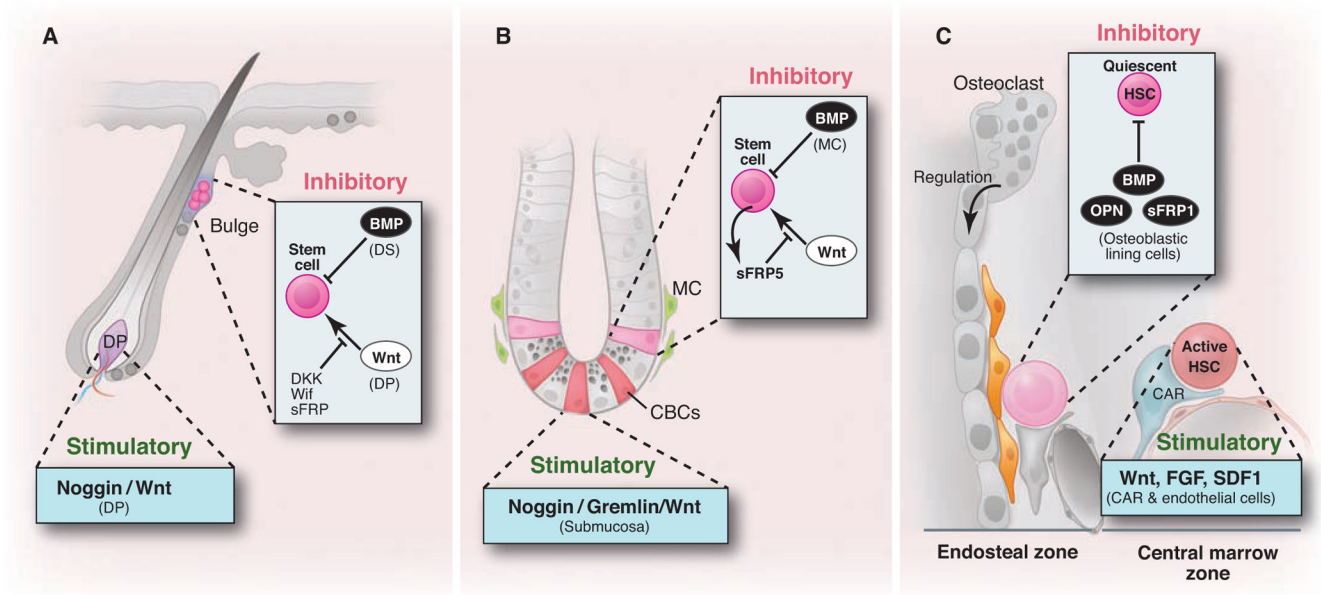 A
Inhibitory
BMP
(DS)
Stem
cell
Bulge
Wnt
(DP)
DKK
Wif
sFRP
DP
Stimulatory
Noggin / Wnt
(DP)
B
Inhibitory
BMP
(MC)
Stem
cell
Wnt
sFRP5
MC
CBCs
Stimulatory
Noggin / Gremlin/Wnt
(Submucosa)
C
Inhibitory
Quiescent
HSC
BMP
OPN
sFRP1
(Osteoblastic
lining cells)
Osteoclast
Regulation
Active
HSC
CAR
Stimulatory
Wnt, FGF, SDF1
(CAR & endothelial cells)
Endosteal zone
Central marrow
zone